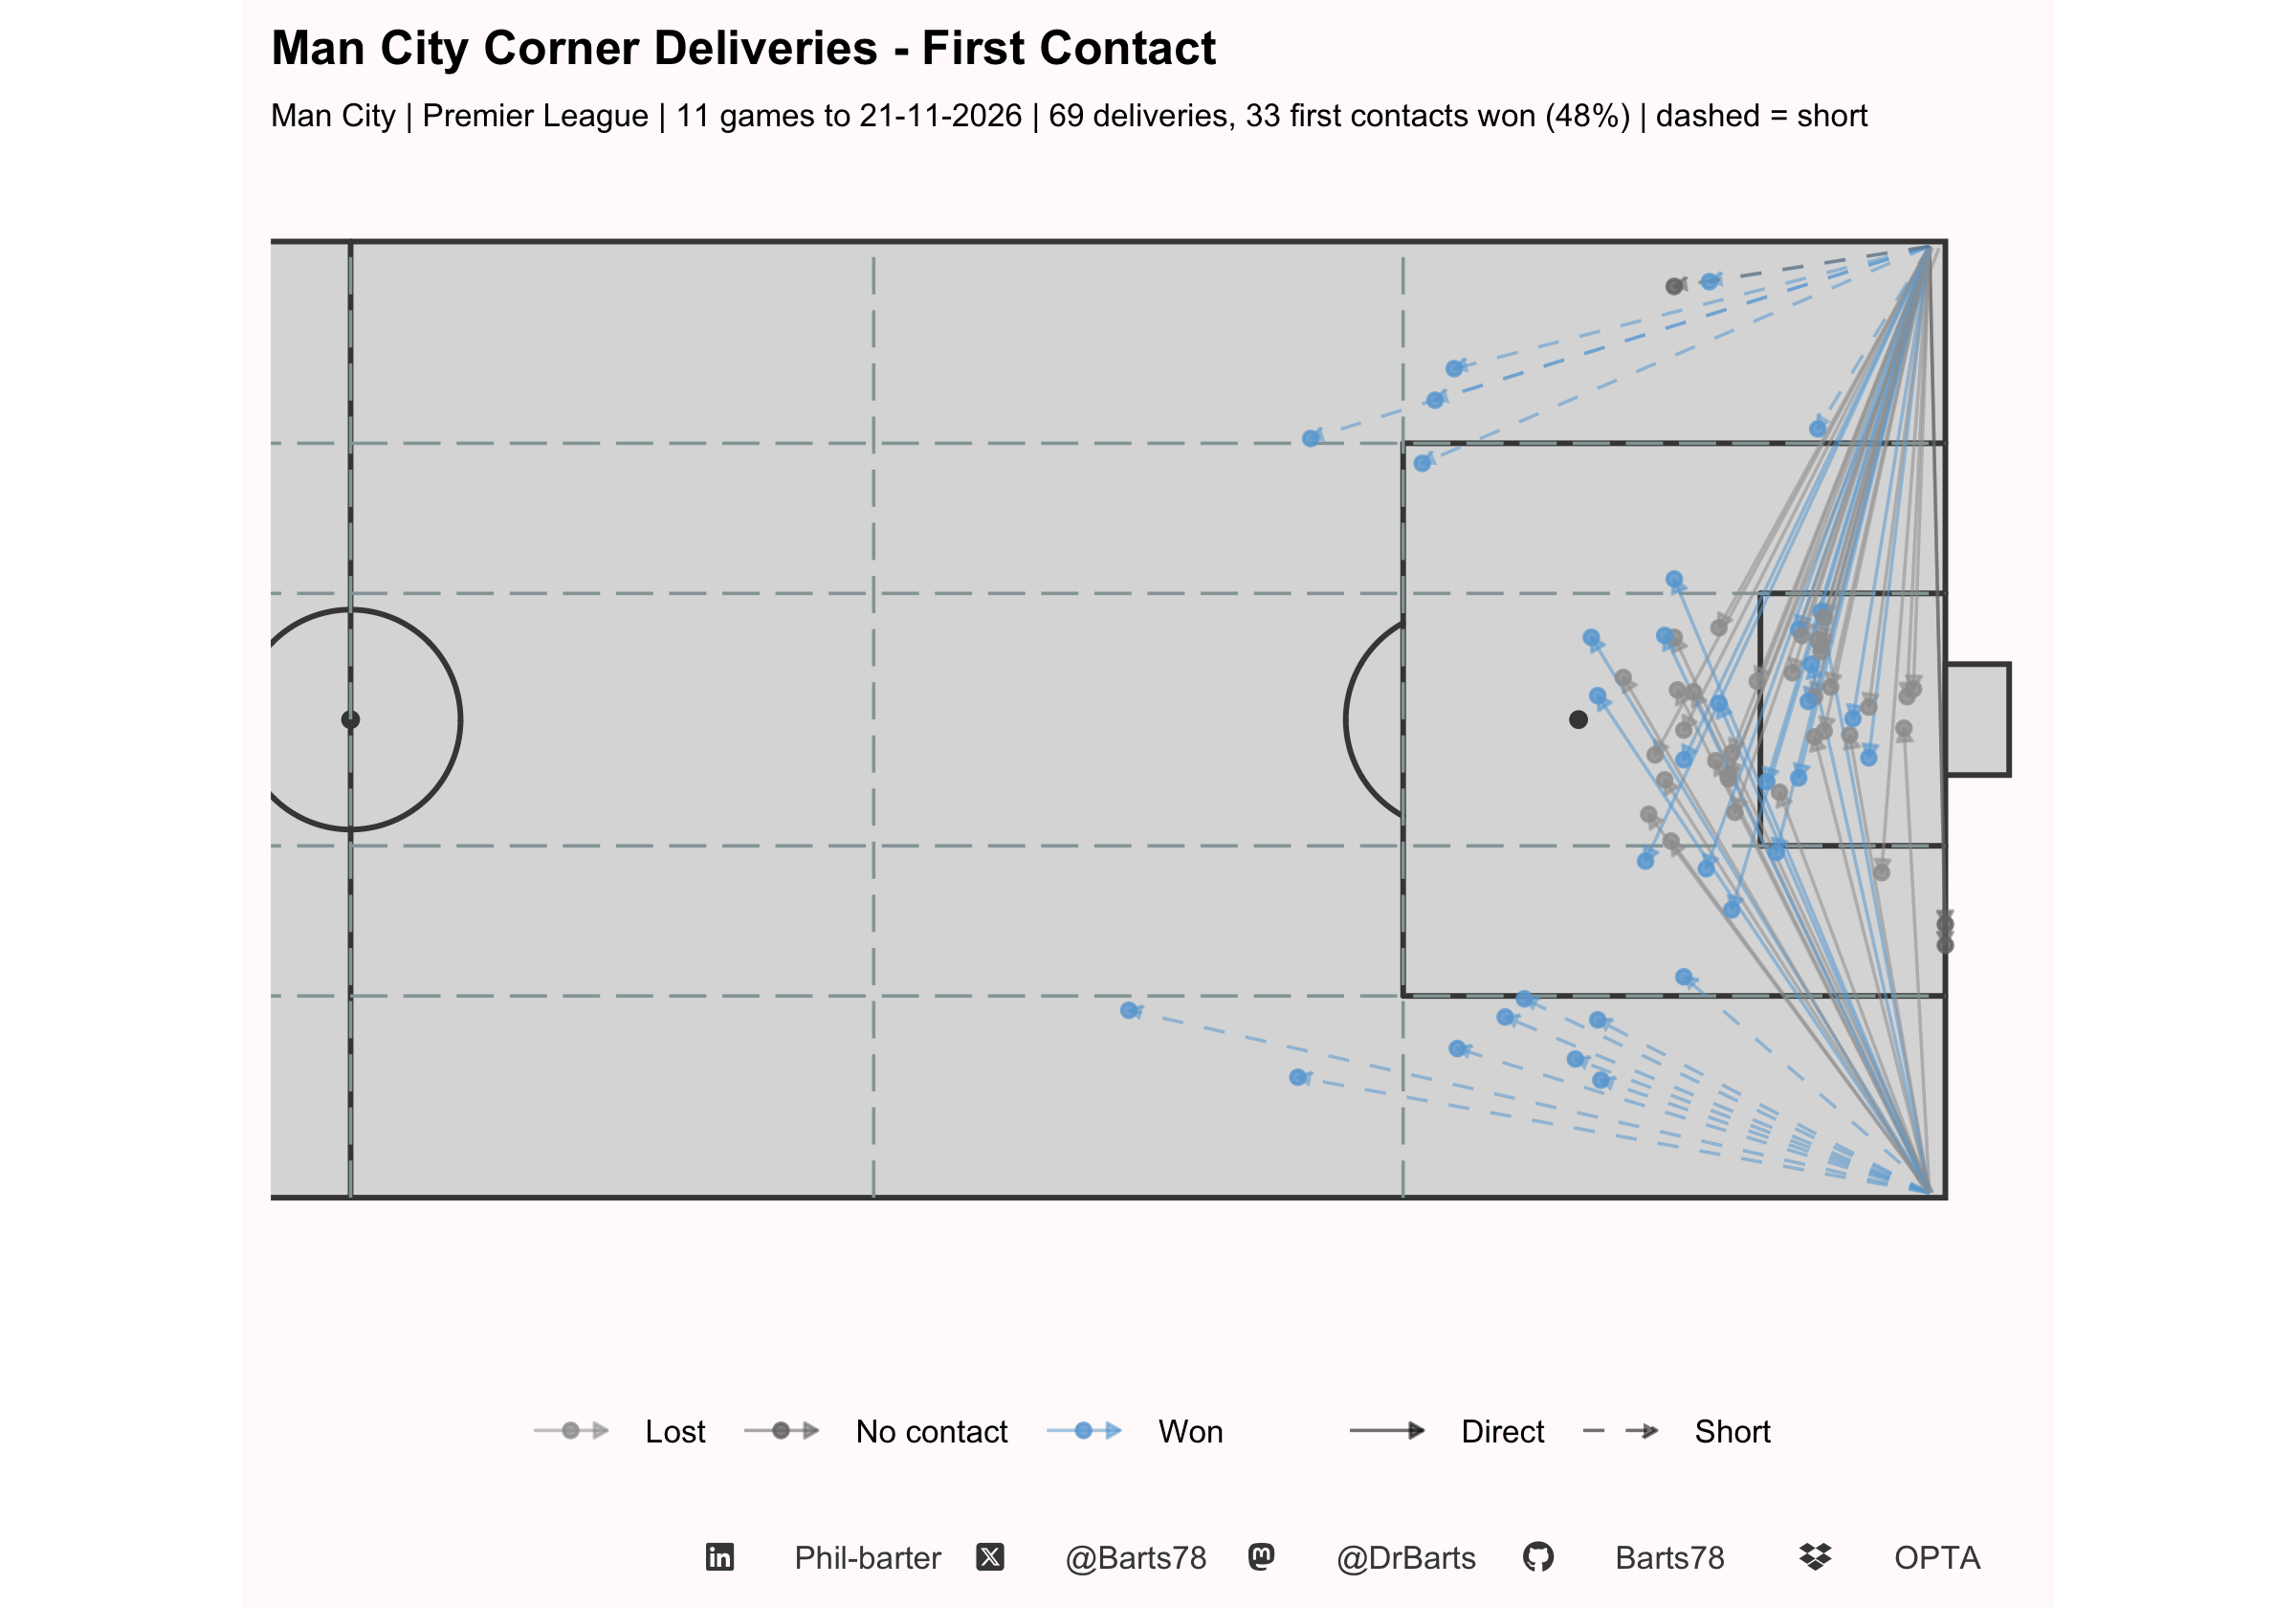 Man City Corner Deliveries - First Contact
Man City | Premier League | 11 games to 21-11-2026 | 69 deliveries, 33 first contacts won (48%) | dashed = short
Lost No contact Won Direct Short
Phil-barter @Barts78 @DrBarts Barts78 OPTA